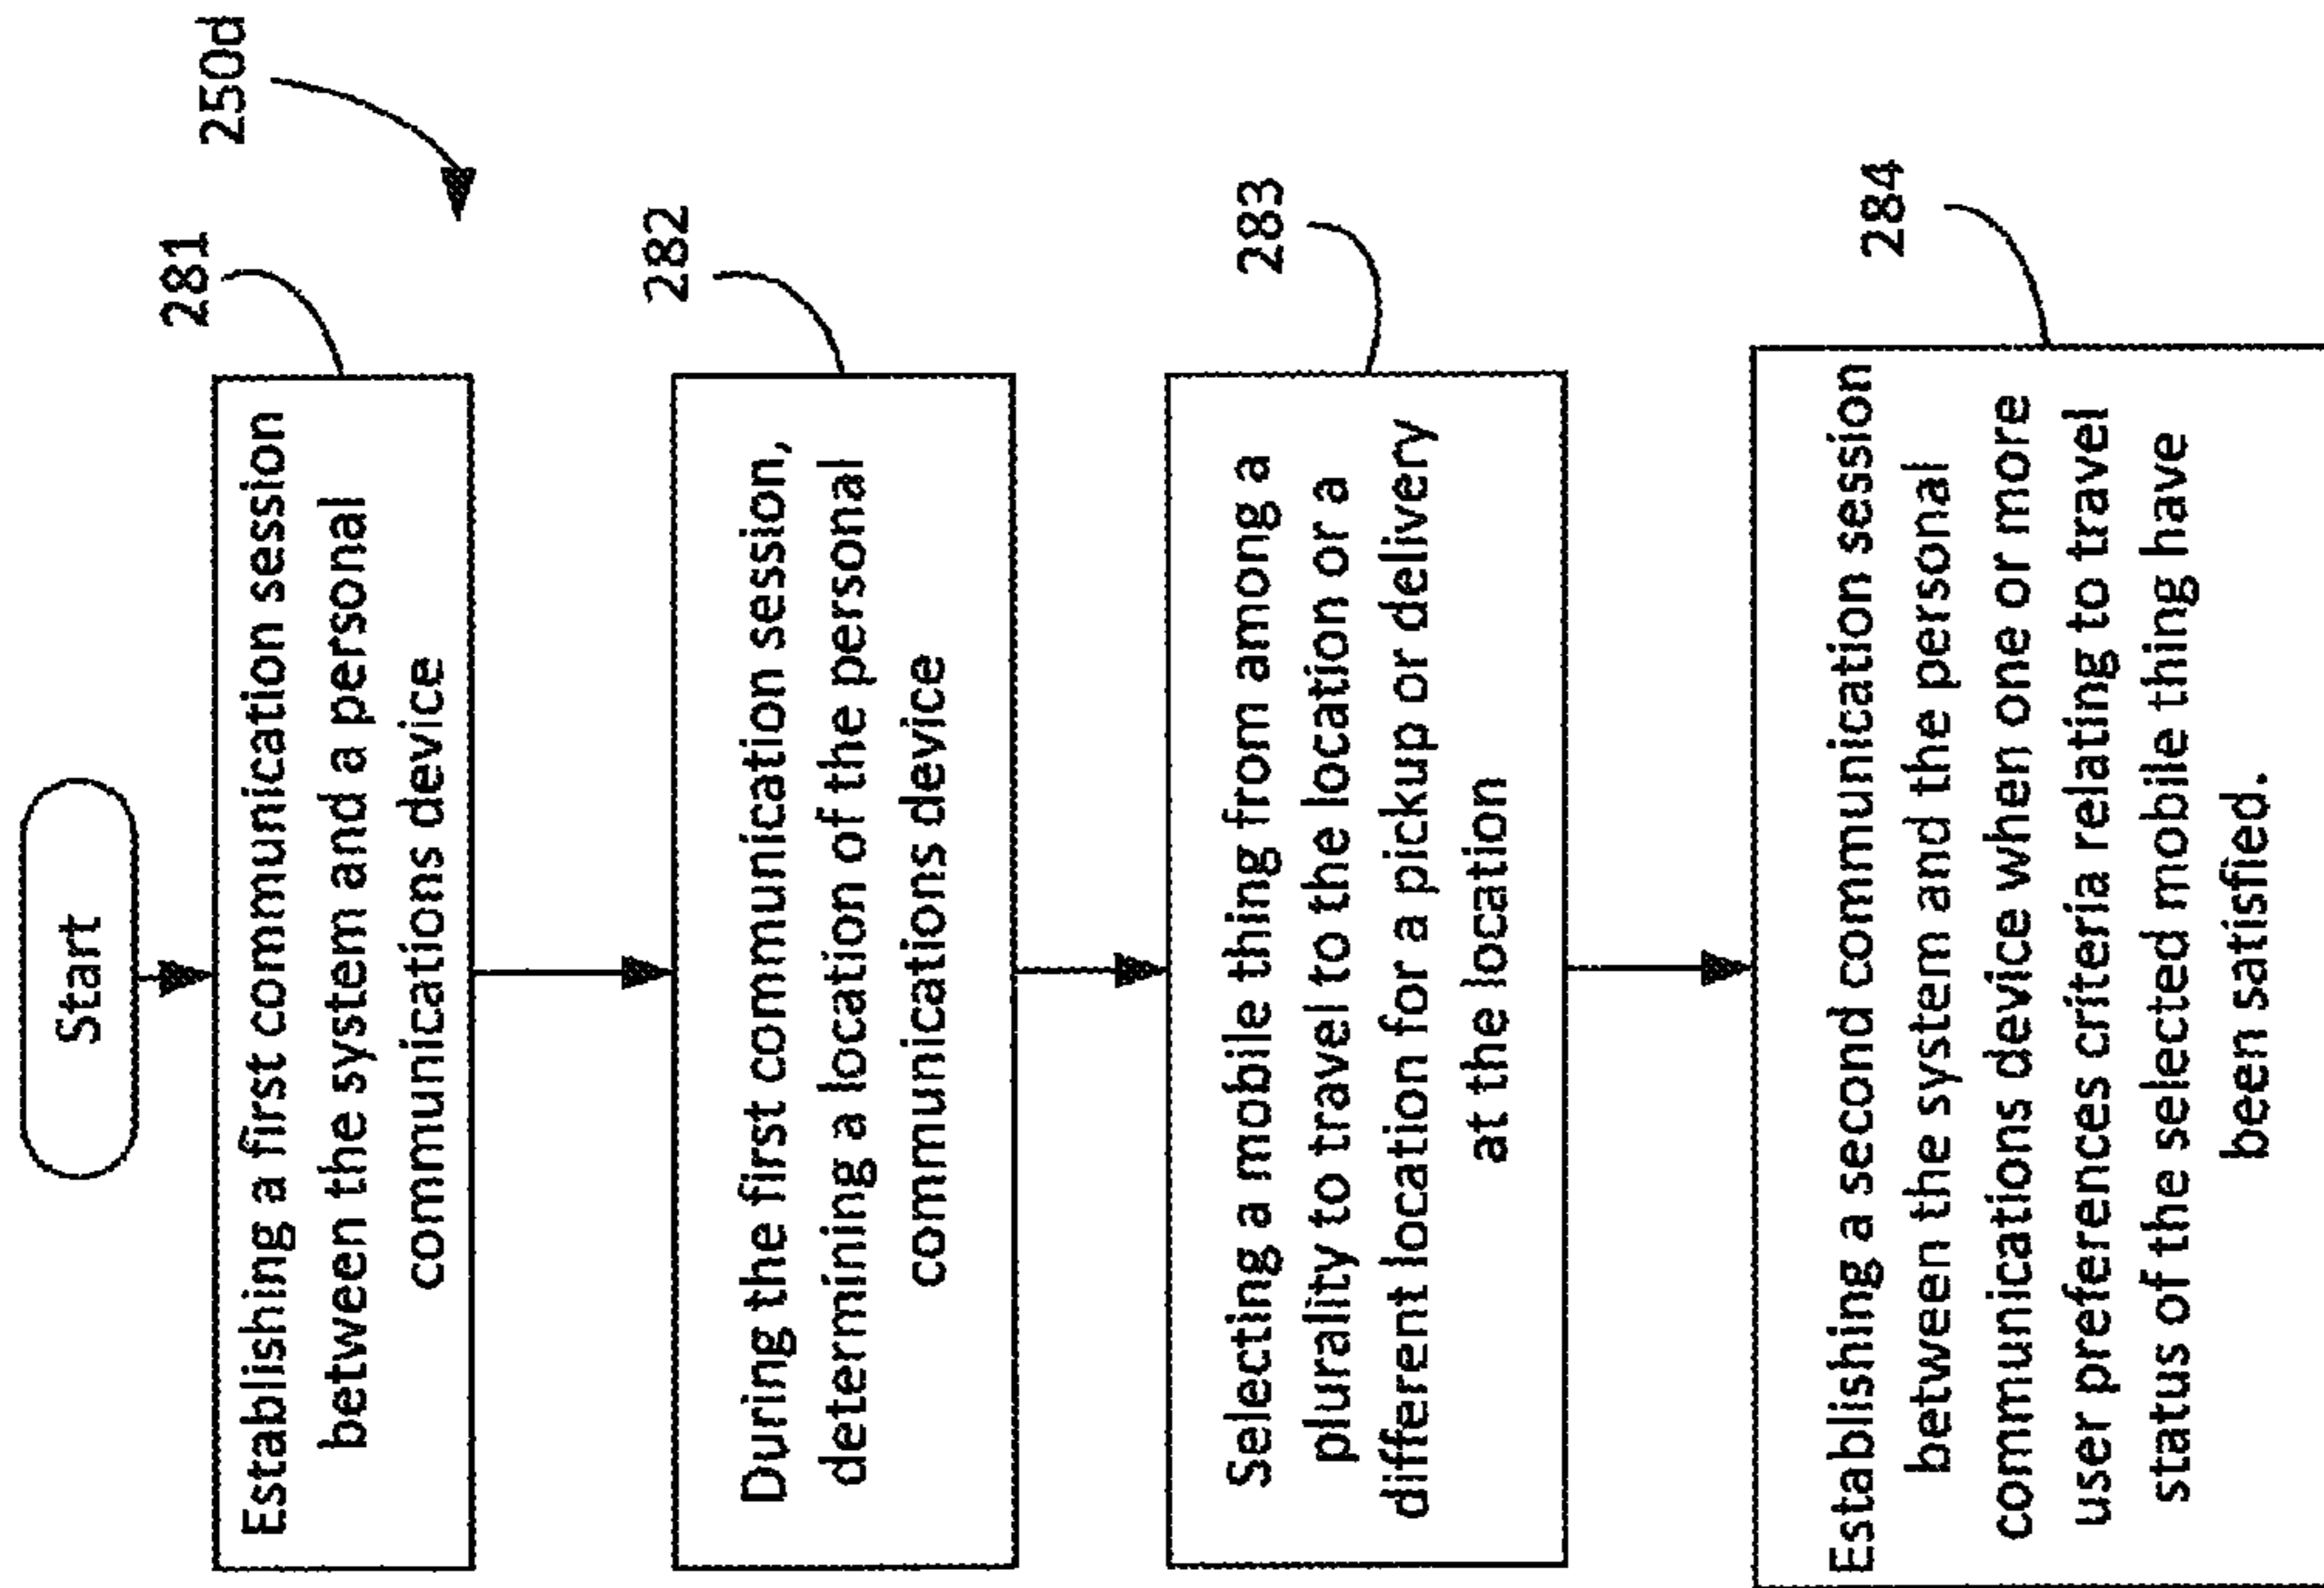 250d
Start
281
Establishing a first communication session
between the system and a personal
communications device
282
During the first communication session,
determining a location of the personal
communications device
283
Selecting a mobile thing from among a
plurality to travel to the location or a
different location for a pickup or delivery
at the location
284
Establishing a second communication session
between the system and the personal
communications device when one or more
user preferences criteria relating to travel
status of the selected mobile thing have
been satisfied.